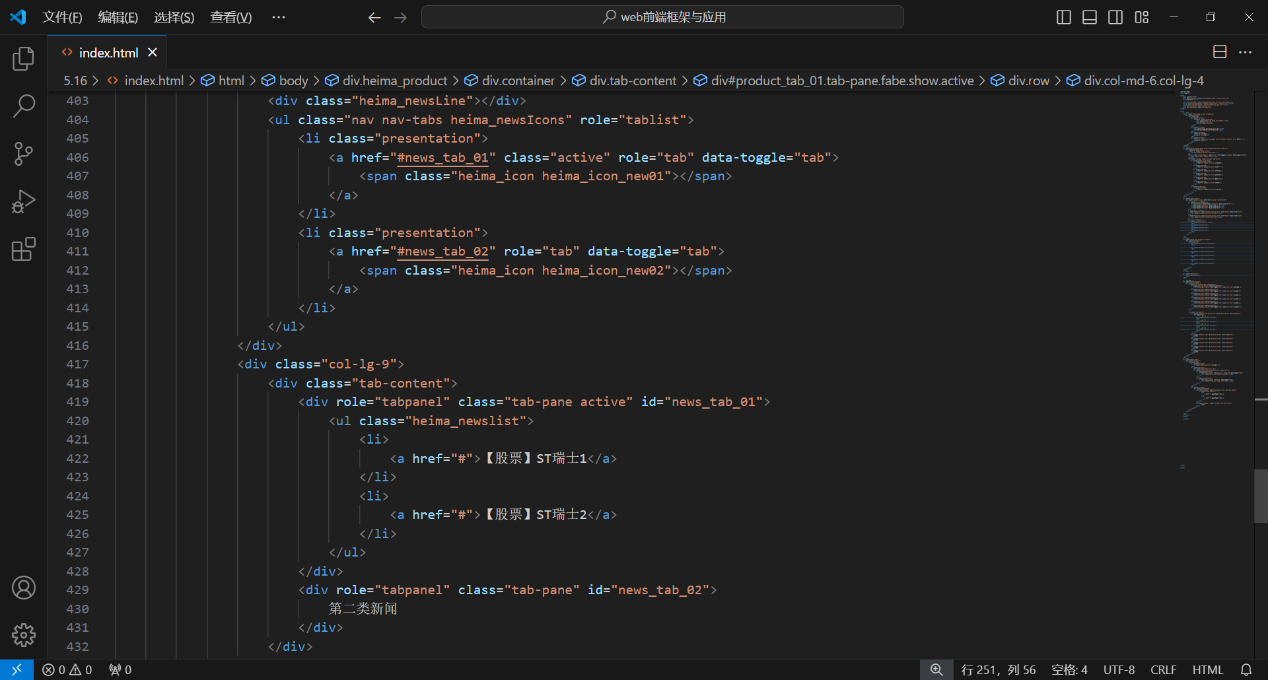 文件(F) 编辑(E) 选择(S) 查看(V) ··· web前端框架与应用
index.html
5.16 > index.html > html > body > div.heima_product > div.container > div.tab-content > div#product_tab_01.tab-pane.fabe.show.active > div.row > div.col-md-6.col-lg-4
403 <div class="heima_newsLine"></div>
404 <ul class="nav nav-tabs heima_newsIcons" role="tablist">
405 <li class="presentation">
406 <a href="#news_tab_01" class="active" role="tab" data-toggle="tab">
407 <span class="heima_icon heima_icon_new01"></span>
408 </a>
409 </li>
410 <li class="presentation">
411 <a href="#news_tab_02" role="tab" data-toggle="tab">
412 <span class="heima_icon heima_icon_new02"></span>
413 </a>
414 </li>
415 </ul>
416 </div>
417 <div class="col-lg-9">
418 <div class="tab-content">
419 <div role="tabpanel" class="tab-pane active" id="news_tab_01">
420 <ul class="heima_newslist">
421 <li>
422 <a href="#">【股票】ST瑞士1</a>
423 </li>
424 <li>
425 <a href="#">【股票】ST瑞士2</a>
426 </li>
427 </ul>
428 </div>
429 <div role="tabpanel" class="tab-pane" id="news_tab_02">
430 第二类新闻
431 </div>
432 </div>
0 0 0 行 251，列 56 空格: 4 UTF-8 CRLF HTML